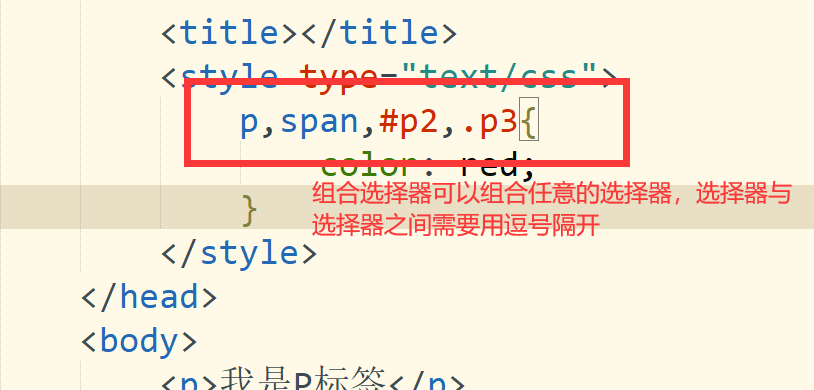 <title></title>
<style type="text/css">
p,span,#p2,.p3{
color: red;
组合选择器可以组合任意的选择器，选择器与
选择器之间需要用逗号隔开
}
</style>
</head>
<body>
<p>我是P标签</p>